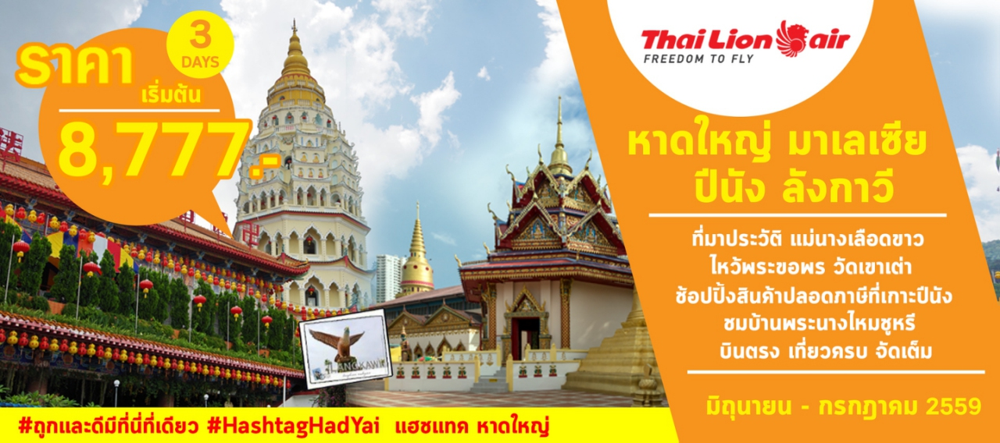 ราคา
3
DAYS
เริ่มต้น
8,777.-
Thai Lion air
FREEDOM TO FLY
หาดใหญ่ มาเลเซีย
ปีนัง ลังกาวี
ที่มาประวัติ แม่นางเลือดขาว
ไหว้พระขอพร วัดเขาเต่า
ช้อปปิ้งสินค้าปลอดภาษีที่เกาะปีนัง
ชมบ้านพระนางไหมซูหรี
บินตรง เที่ยวครบ จัดเต็ม
มิถุนายน - กรกฎาคม 2559
LANGKAWI
#ถูกและดีมีที่นี่ที่เดียว #HashtagHadYai แฮชแทค หาดใหญ่